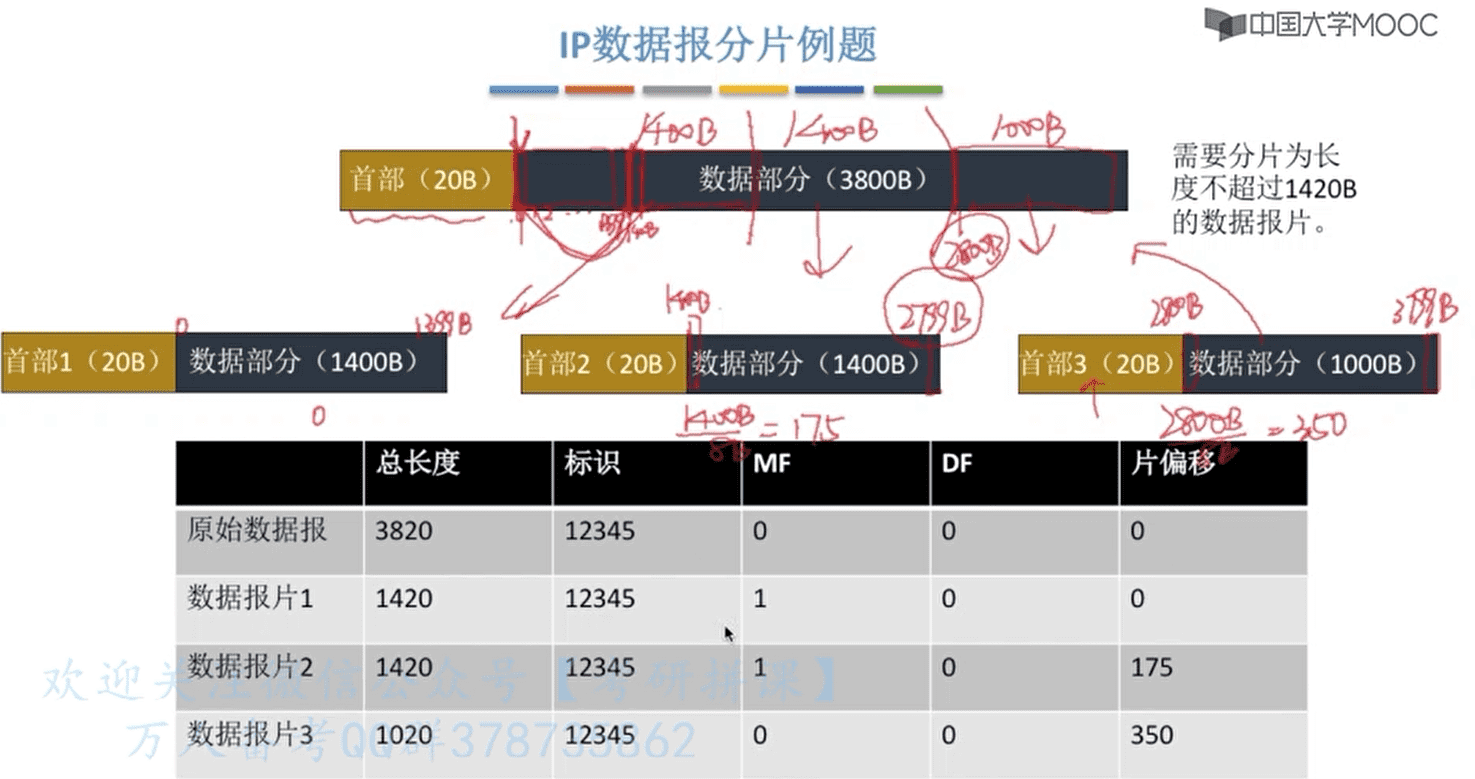 中国大学MOOC
IP数据报分片例题
1400B 1400B 1000B
首部（20B） 数据部分（3800B）
需要分片为长
度不超过1420B
的数据报片。
2800B
0 1399B 1400B 2799B 2800B 3799B
首部1（20B） 数据部分（1400B） 首部2（20B） 数据部分（1400B） 首部3（20B） 数据部分（1000B）
0 1400B/8B = 175 2800B/8B = 350
总长度 标识 MF DF 片偏移
原始数据报 3820 12345 0 0 0
数据报片1 1420 12345 1 0 0
数据报片2 1420 12345 1 0 175
数据报片3 1020 12345 0 0 350
欢迎关注微信公众号【考研拼课】
万人备考QQ群378735862